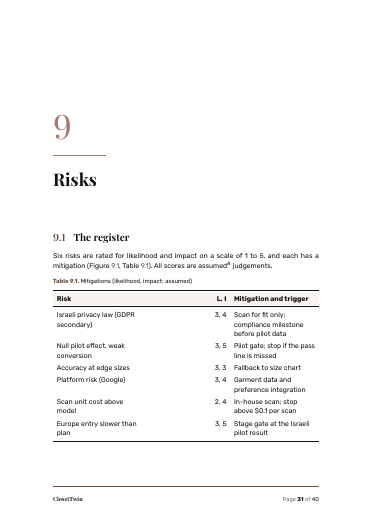 9
Risks
9.1 The register
Six risks are rated for likelihood and impact on a scale of 1 to 5, and each has a
mitigation (Figure 9.1, Table 9.1). All scores are assumedᴬ judgements.
Table 9.1. Mitigations (likelihood, impact; assumed)
Risk L, I Mitigation and trigger
Israeli privacy law (GDPR 3, 4 Scan for fit only;
secondary) compliance milestone
before pilot data
Null pilot effect, weak 3, 5 Pilot gate; stop if the pass
conversion line is missed
Accuracy at edge sizes 3, 3 Fallback to size chart
Platform risk (Google) 3, 4 Garment data and
preference integration
Scan unit cost above 2, 4 In-house scan; stop
model above $0.1 per scan
Europe entry slower than 3, 5 Stage gate at the Israeli
plan pilot result
ClosetTwin Page 31 of 40